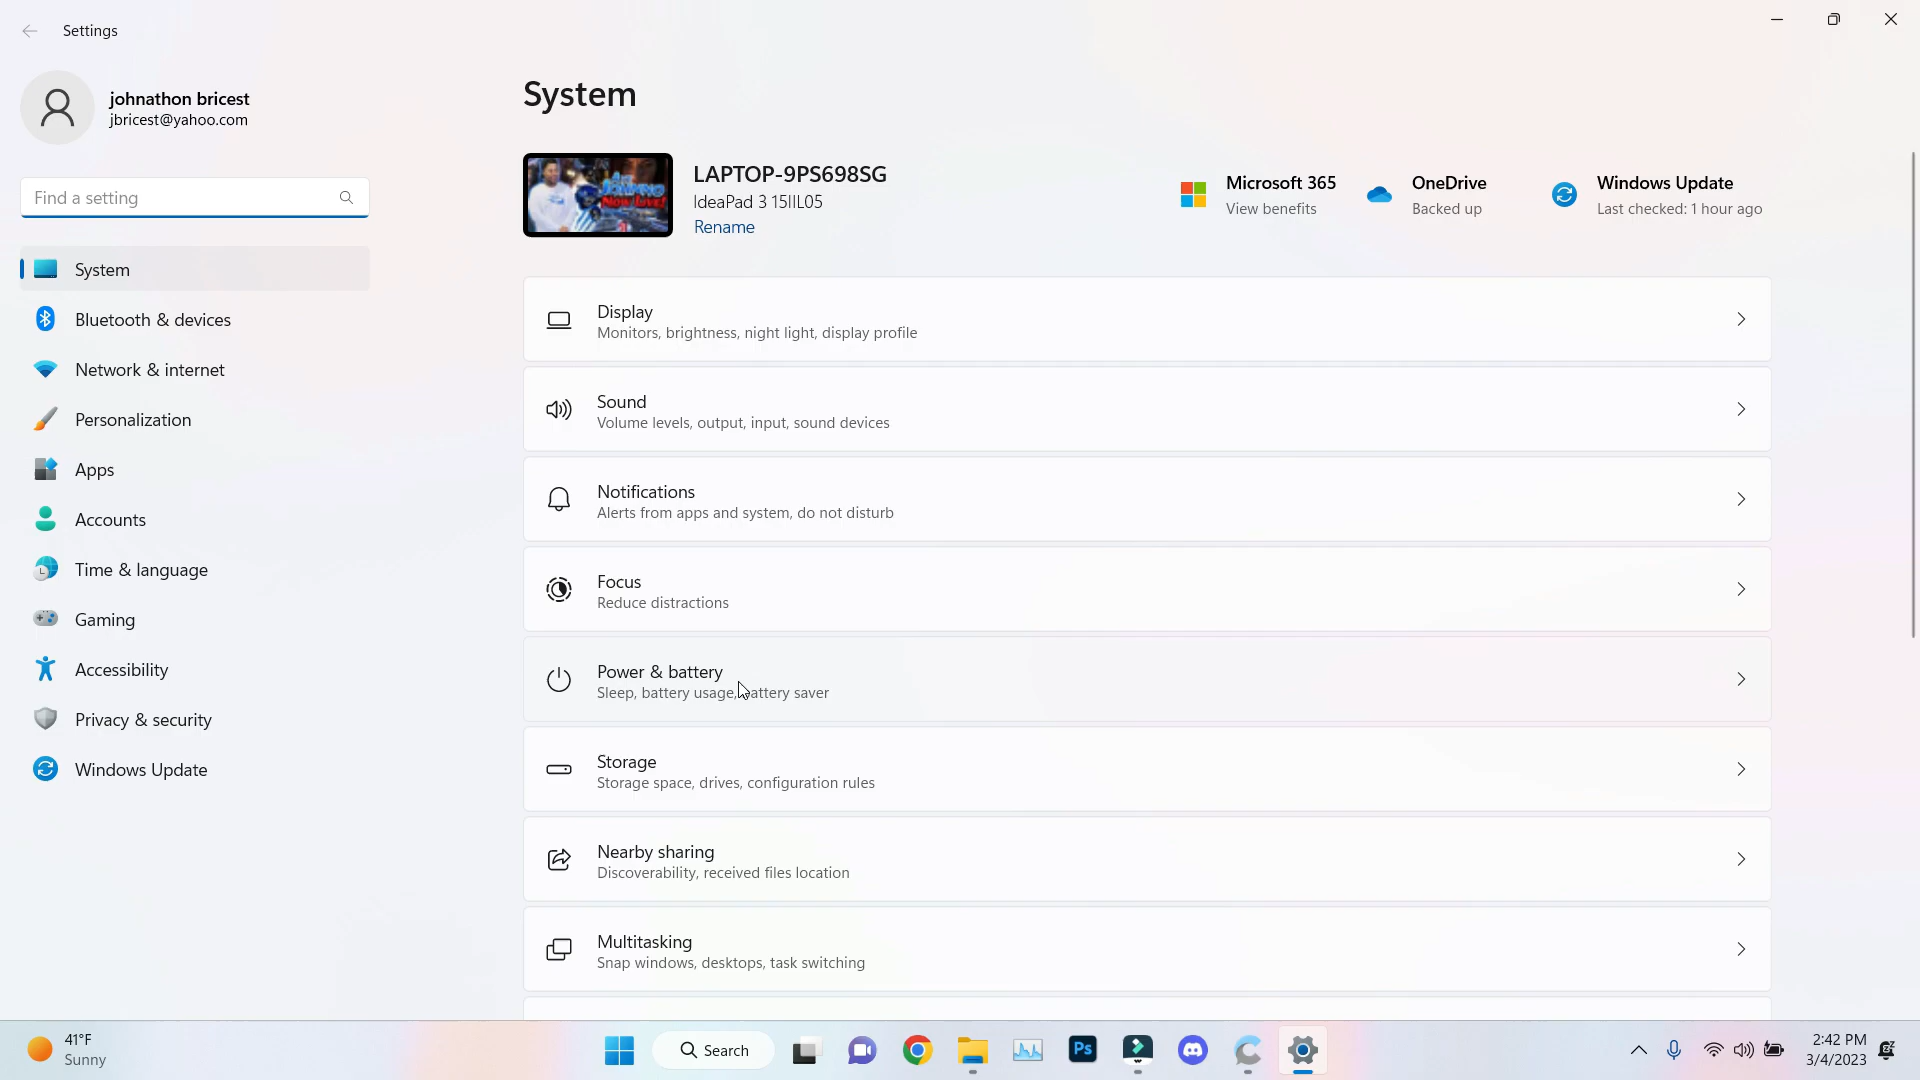 Settings
johnathon bricest
jbricest@yahoo.com
Find a setting
System
Bluetooth & devices
Network & internet
Personalization
Apps
Accounts
Time & language
Gaming
Accessibility
Privacy & security
Windows Update
System
LAPTOP-9PS698SG
IdeaPad 3 15IIL05
Rename
Microsoft 365
View benefits
OneDrive
Backed up
Windows Update
Last checked: 1 hour ago
Display
Monitors, brightness, night light, display profile
Sound
Volume levels, output, input, sound devices
Notifications
Alerts from apps and system, do not disturb
Focus
Reduce distractions
Power & battery
Sleep, battery usage, battery saver
Storage
Storage space, drives, configuration rules
Nearby sharing
Discoverability, received files location
Multitasking
Snap windows, desktops, task switching
41°F
Sunny
Search
Ps
2:42 PM
3/4/2023